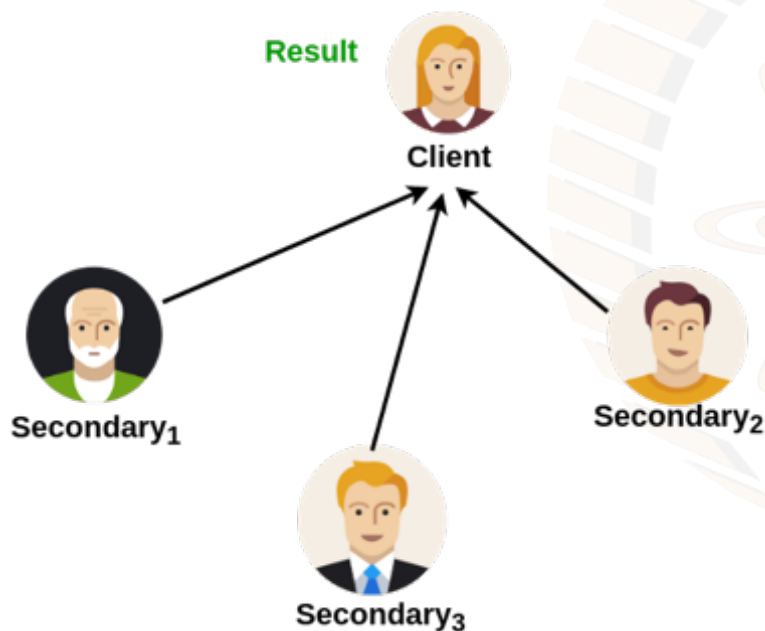 Result
Client
Secondary₁
Secondary₂
Secondary₃